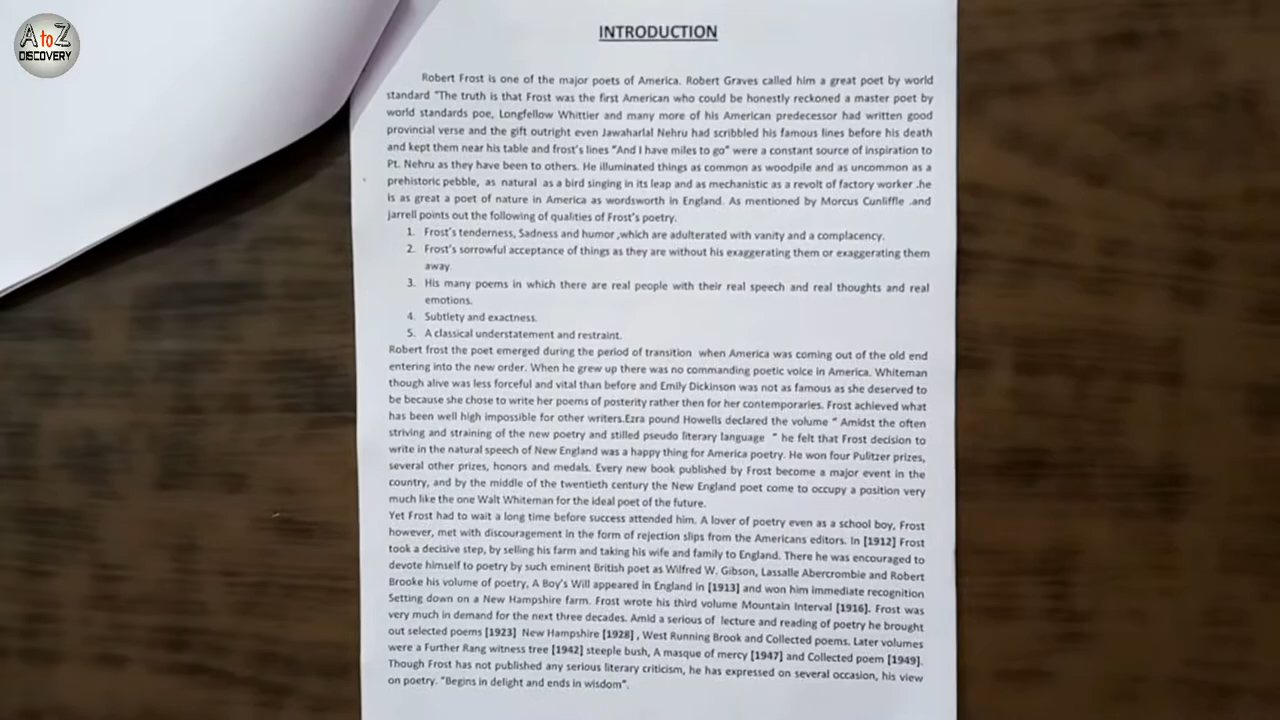 A to Z
DISCOVERY
INTRODUCTION
Robert Frost is one of the major poets of America. Robert Graves called him a great poet by world
standard "The truth is that Frost was the first American who could be honestly reckoned a master poet by
world standards poe, Longfellow Whittier and many more of his American predecessor had written good
provincial verse and the gift outright even Jawaharlal Nehru had scribbled his famous lines before his death
and kept them near his table and frost's lines "And I have miles to go" were a constant source of inspiration to
Pt. Nehru as they have been to others. He illuminated things as common as woodpile and as uncommon as a
prehistoric pebble, as natural as a bird singing in its leap and as mechanistic as a revolt of factory worker .he
is as great a poet of nature in America as wordsworth in England. As mentioned by Morcus Cunliffle .and
jarrell points out the following of qualities of Frost's poetry.
1. Frost's tenderness, Sadness and humor ,which are adulterated with vanity and a complacency.
2. Frost's sorrowful acceptance of things as they are without his exaggerating them or exaggerating them
away.
3. His many poems in which there are real people with their real speech and real thoughts and real
emotions.
4. Subtlety and exactness.
5. A classical understatement and restraint.
Robert frost the poet emerged during the period of transition when America was coming out of the old end
entering into the new order. When he grew up there was no commanding poetic voice in America. Whiteman
though alive was less forceful and vital than before and Emily Dickinson was not as famous as she deserved to
be because she chose to write her poems of posterity rather then for her contemporaries. Frost achieved what
has been well high impossible for other writers.Ezra pound Howells declared the volume " Amidst the often
striving and straining of the new poetry and stilled pseudo literary language " he felt that Frost decision to
write in the natural speech of New England was a happy thing for America poetry. He won four Pulitzer prizes,
several other prizes, honors and medals. Every new book published by Frost become a major event in the
country, and by the middle of the twentieth century the New England poet come to occupy a position very
much like the one Walt Whiteman for the ideal poet of the future.
Yet Frost had to wait a long time before success attended him. A lover of poetry even as a school boy, Frost
however, met with discouragement in the form of rejection slips from the Americans editors. In [1912] Frost
took a decisive step, by selling his farm and taking his wife and family to England. There he was encouraged to
devote himself to poetry by such eminent British poet as Wilfred W. Gibson, Lassalle Abercrombie and Robert
Brooke his volume of poetry, A Boy's Will appeared in England in [1913] and won him immediate recognition
Setting down on a New Hampshire farm. Frost wrote his third volume Mountain Interval [1916]. Frost was
very much in demand for the next three decades. Amid a serious of lecture and reading of poetry he brought
out selected poems [1923] New Hampshire [1928] , West Running Brook and Collected poems. Later volumes
were a Further Rang witness tree [1942] steeple bush, A masque of mercy [1947] and Collected poem [1949].
Though Frost has not published any serious literary criticism, he has expressed on several occasion, his view
on poetry. "Begins in delight and ends in wisdom".